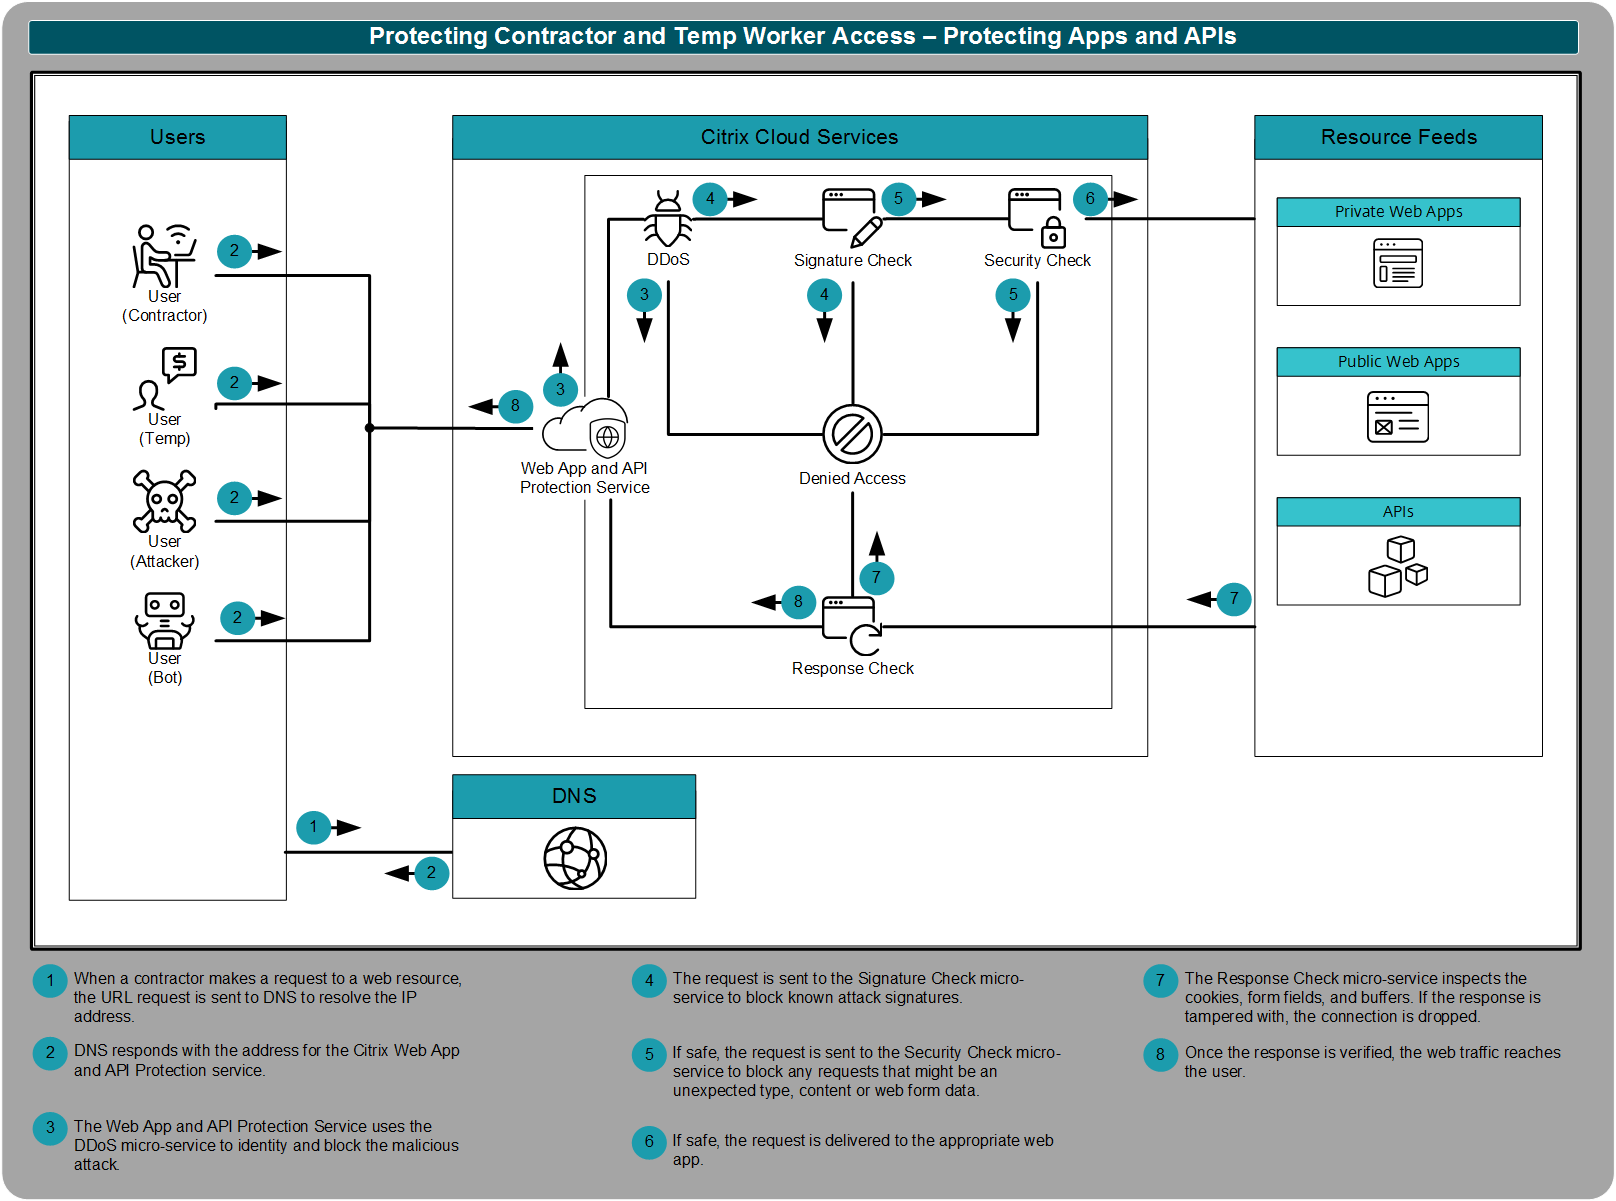 Protecting Contractor and Temp Worker Access – Protecting Apps and APIs
Users
Citrix Cloud Services
Resource Feeds
2
User
(Contractor)
2
User
(Temp)
2
User
(Attacker)
2
User
(Bot)
4
5
6
DDoS
Signature Check
Security Check
3
4
5
3
8
Web App and API
Protection Service
Denied Access
7
8
7
Response Check
Private Web Apps
Public Web Apps
APIs
DNS
1
2
1
When a contractor makes a request to a web resource,
the URL request is sent to DNS to resolve the IP
address.
2
DNS responds with the address for the Citrix Web App
and API Protection service.
3
The Web App and API Protection Service uses the
DDoS micro-service to identity and block the malicious
attack.
4
The request is sent to the Signature Check micro-
service to block known attack signatures.
5
If safe, the request is sent to the Security Check micro-
service to block any requests that might be an
unexpected type, content or web form data.
6
If safe, the request is delivered to the appropriate web
app.
7
The Response Check micro-service inspects the
cookies, form fields, and buffers. If the response is
tampered with, the connection is dropped.
8
Once the response is verified, the web traffic reaches
the user.